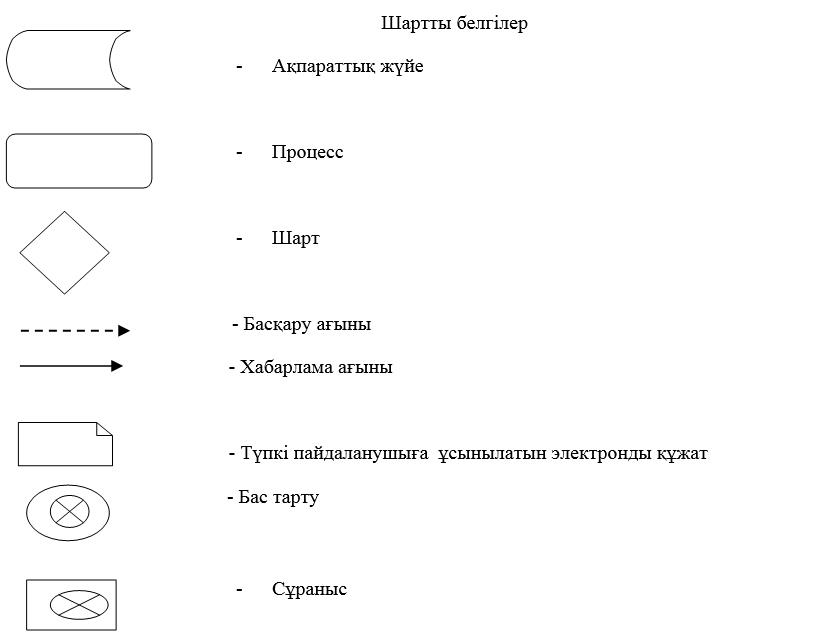 Шартты белгілер
- Ақпараттық жүйе
- Процесс
- Шарт
- Басқару ағыны
- Хабарлама ағыны
- Түпкі пайдаланушыға ұсынылатын электронды құжат
- Бас тарту
- Сұраныс